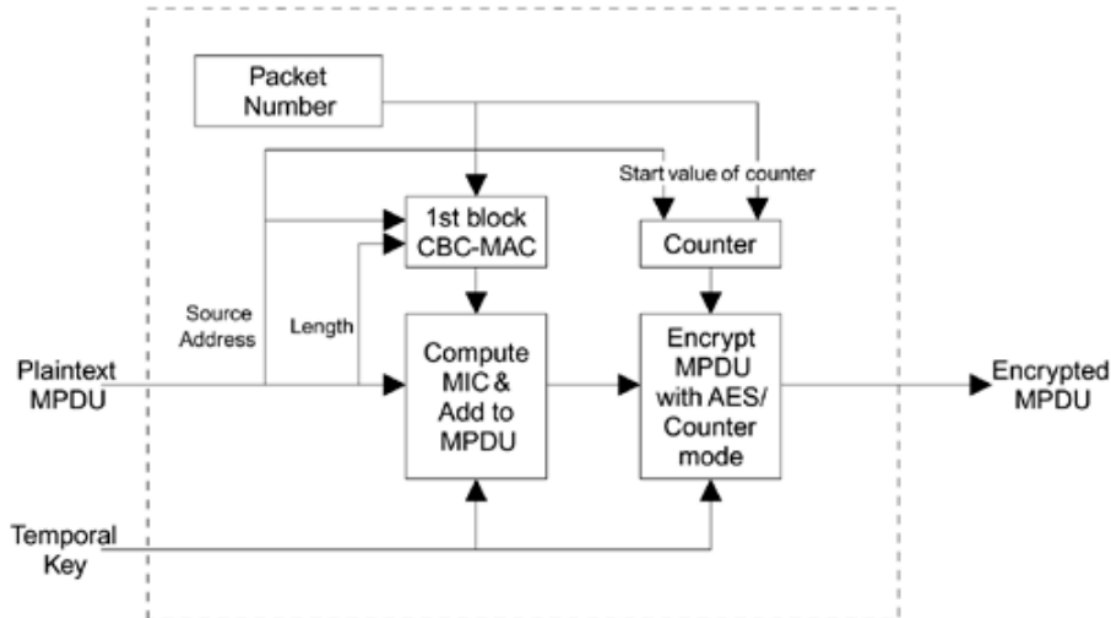 Packet
Number
Start value of counter
1st block
CBC-MAC
Counter
Source
Address
Length
Plaintext
MPDU
Compute
MIC &
Add to
MPDU
Encrypt
MPDU
with AES/
Counter
mode
Encrypted
MPDU
Temporal
Key